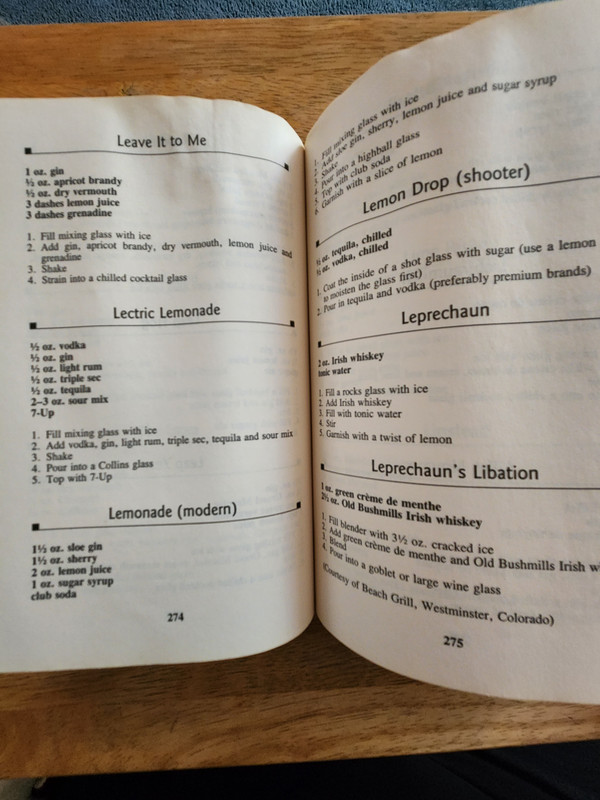 Leave It to Me
1 oz. gin
½ oz. apricot brandy
½ oz. dry vermouth
3 dashes lemon juice
3 dashes grenadine
1. Fill mixing glass with ice
2. Add gin, apricot brandy, dry vermouth, lemon juice and
grenadine
3. Shake
4. Strain into a chilled cocktail glass
Lectric Lemonade
½ oz. vodka
½ oz. gin
½ oz. light rum
½ oz. triple sec
½ oz. tequila
2–3 oz. sour mix
7-Up
1. Fill mixing glass with ice
2. Add vodka, gin, light rum, triple sec, tequila and sour mix
3. Shake
4. Pour into a Collins glass
5. Top with 7-Up
Lemonade (modern)
1½ oz. sloe gin
1½ oz. sherry
2 oz. lemon juice
1 oz. sugar syrup
club soda
274
1. Fill mixing glass with ice
2. Add sloe gin, sherry, lemon juice and sugar syrup
3. Shake
4. Pour into a highball glass
5. Top with club soda
6. Garnish with a slice of lemon
Lemon Drop (shooter)
½ oz. tequila, chilled
½ oz. vodka, chilled
1. Coat the inside of a shot glass with sugar (use a lemon
to moisten the glass first)
2. Pour in tequila and vodka (preferably premium brands)
Leprechaun
2 oz. Irish whiskey
tonic water
1. Fill a rocks glass with ice
2. Add Irish whiskey
3. Fill with tonic water
4. Stir
5. Garnish with a twist of lemon
Leprechaun's Libation
1 oz. green crème de menthe
2½ oz. Old Bushmills Irish whiskey
1. Fill blender with 3½ oz. cracked ice
2. Add green crème de menthe and Old Bushmills Irish w
3. Blend
4. Pour into a goblet or large wine glass
(Courtesy of Beach Grill, Westminster, Colorado)
275